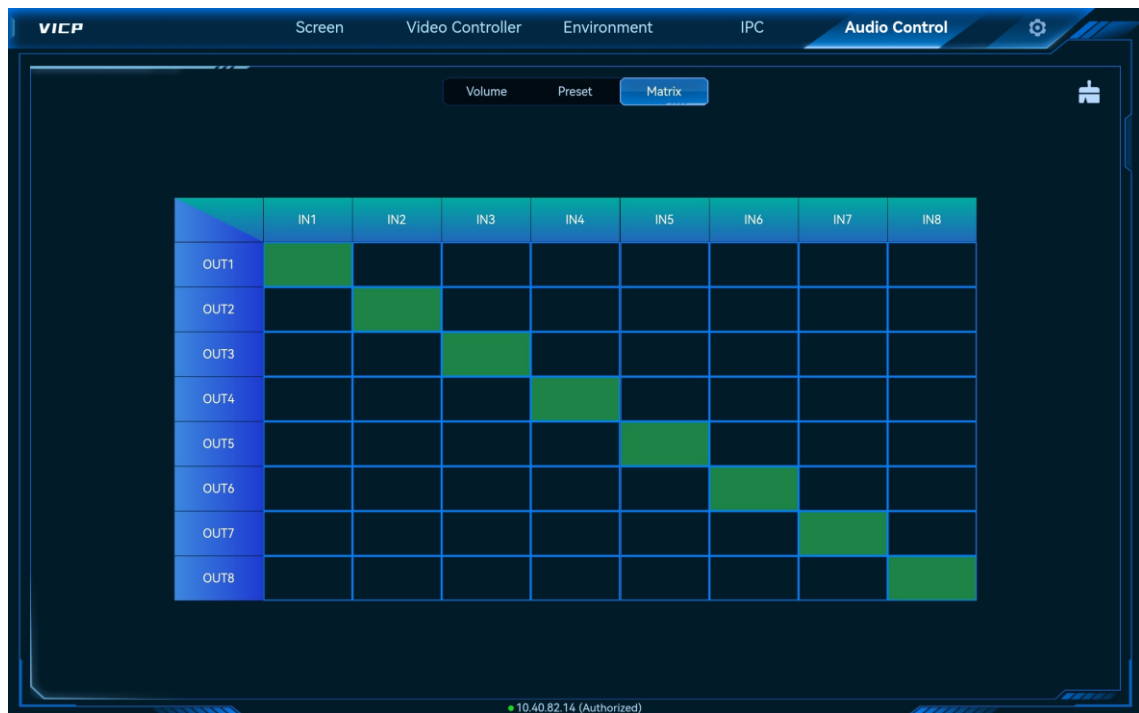 VICP Screen Video Controller Environment IPC Audio Control
Volume Preset Matrix
IN1 IN2 IN3 IN4 IN5 IN6 IN7 IN8
OUT1
OUT2
OUT3
OUT4
OUT5
OUT6
OUT7
OUT8
10.40.82.14 (Authorized)